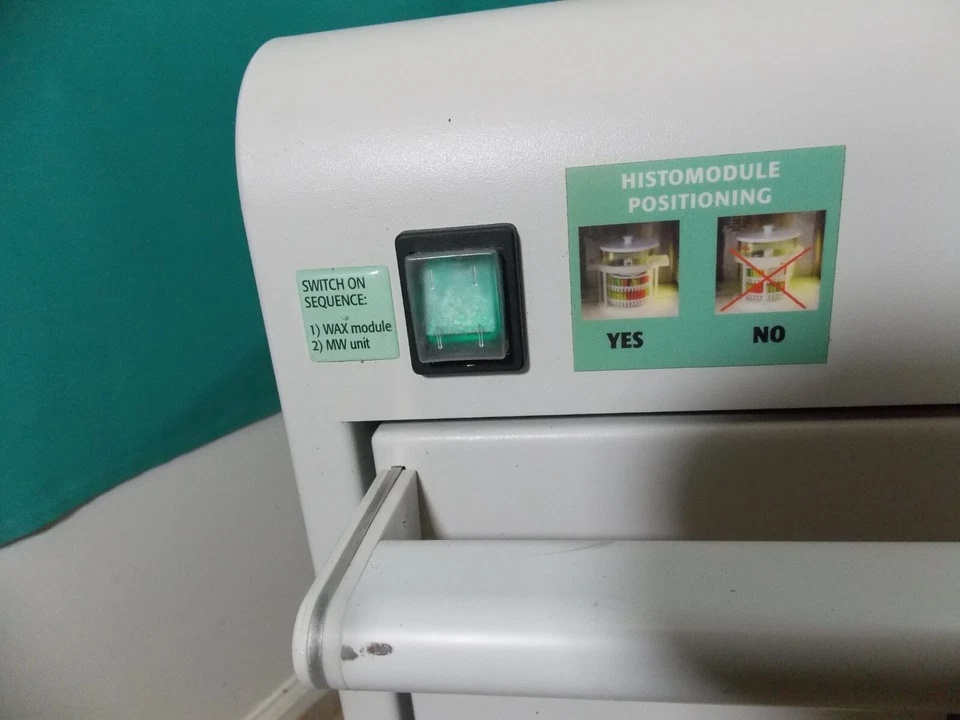 SWITCH ON
SEQUENCE:
1) WAX module
2) MW unit
HISTOMODULE
POSITIONING
YES
NO